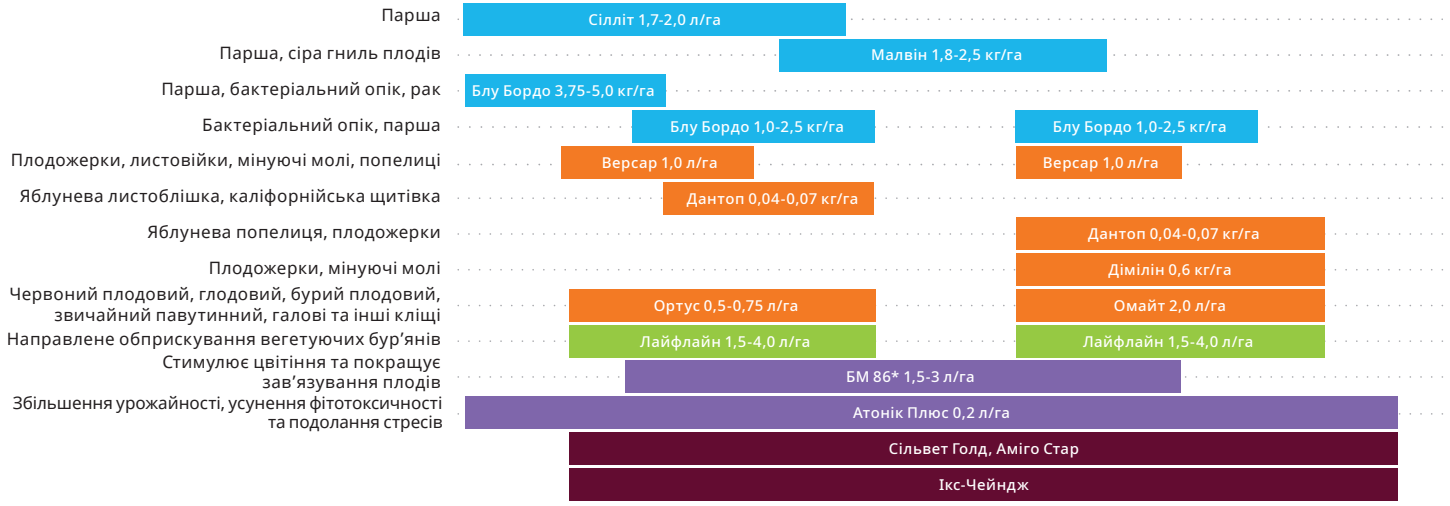 Парша
Сілліт 1,7-2,0 л/га
Парша, сіра гниль плодів
Малвін 1,8-2,5 кг/га
Парша, бактеріальний опік, рак
Блу Бордо 3,75-5,0 кг/га
Бактеріальний опік, парша
Блу Бордо 1,0-2,5 кг/га
Блу Бордо 1,0-2,5 кг/га
Плодожерки, листовійки, мінуючі молі, попелиці
Версар 1,0 л/га
Версар 1,0 л/га
Яблунева листоблішка, каліфорнійська щитівка
Дантоп 0,04-0,07 кг/га
Яблунева попелиця, плодожерки
Дантоп 0,04-0,07 кг/га
Плодожерки, мінуючі молі
Дімілін 0,6 кг/га
Червоний плодовий, глодовий, бурий плодовий,
звичайний павутинний, галові та інші кліщі
Ортус 0,5-0,75 л/га
Омайт 2,0 л/га
Направлене обприскування вегетуючих бур’янів
Лайфлайн 1,5-4,0 л/га
Лайфлайн 1,5-4,0 л/га
Стимулює цвітіння та покращує
зав’язування плодів
БМ 86* 1,5-3 л/га
Збільшення урожайності, усунення фітотоксичності
та подолання стресів
Атонік Плюс 0,2 л/га
Сільвет Голд, Аміго Стар
Ікс-Чейндж